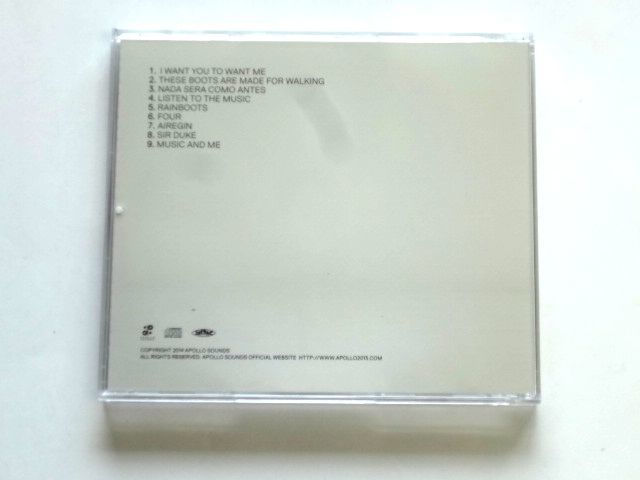 1. I WANT YOU TO WANT ME
2. THESE BOOTS ARE MADE FOR WALKING
3. NADA SERA COMO ANTES
4. LISTEN TO THE MUSIC
5. RAINBOOTS
6. FOUR
7. AIREGIN
8. SIR DUKE
9. MUSIC AND ME
COPYRIGHT 2014 APOLLO SOUNDS
ALL RIGHTS RESERVED. APOLLO SOUNDS OFFICIAL WEBSITE HTTP://WWW.APOLLO2013.COM